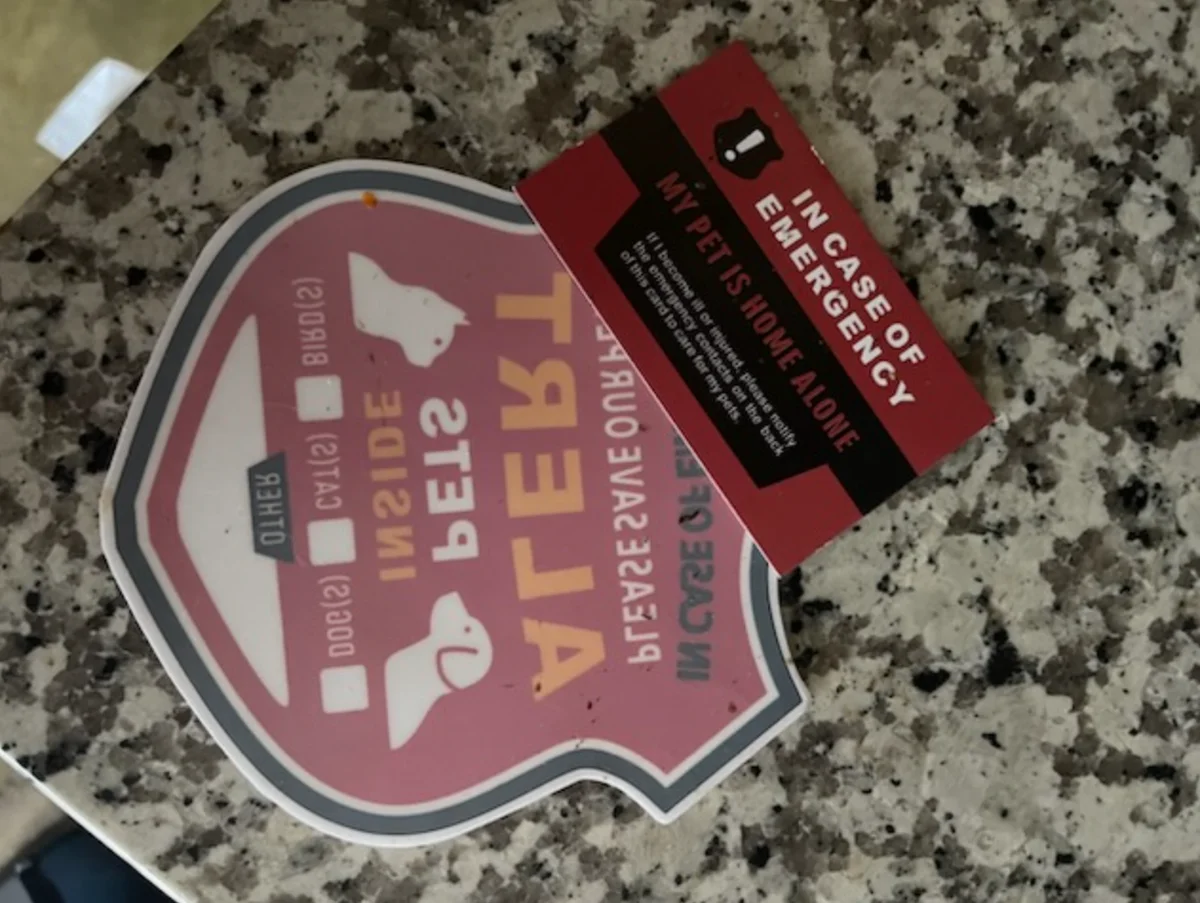 IN CASE OF
EMERGENCY
MY PET IS HOME ALONE
If I become ill or injured, please notify
the emergency contacts on the back
of this card to care for my pets.
IN CASE OF
PLEASE SAVE OUR
ALERT
PETS
INSIDE
DOG(S) CAT(S) BIRD(S)
OTHER